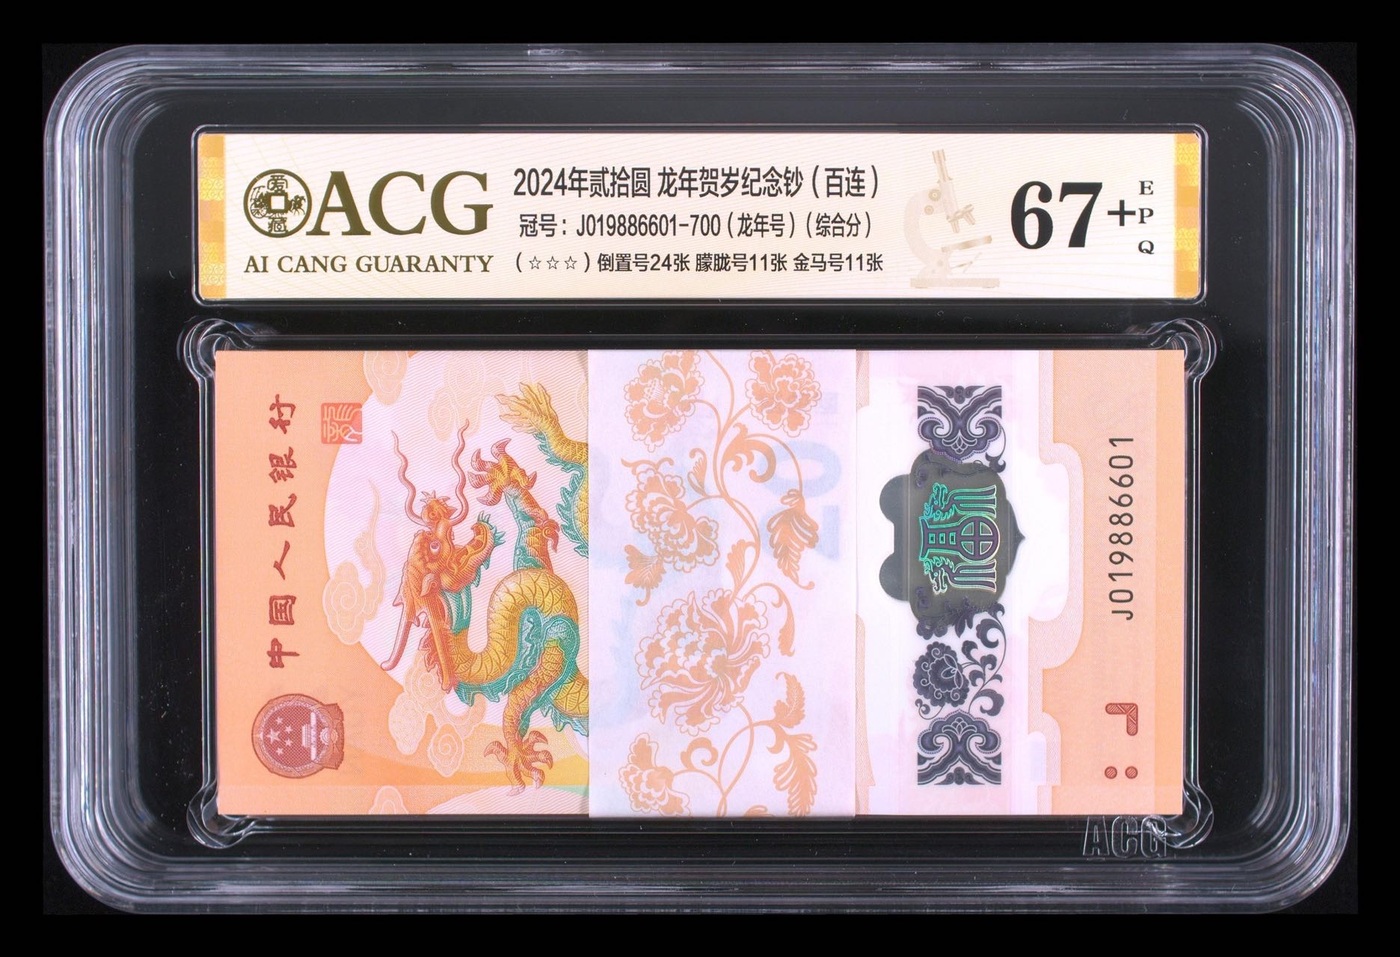 ACG
AI CANG GUARANTY
2024年贰拾圆 龙年贺岁纪念钞（百连）
冠号：J019886601-700（龙年号）（综合分）
（☆☆☆）倒置号24张 朦胧号11张 金马号11张
67+
EPQ
中国人民银行
J019886601
ACG